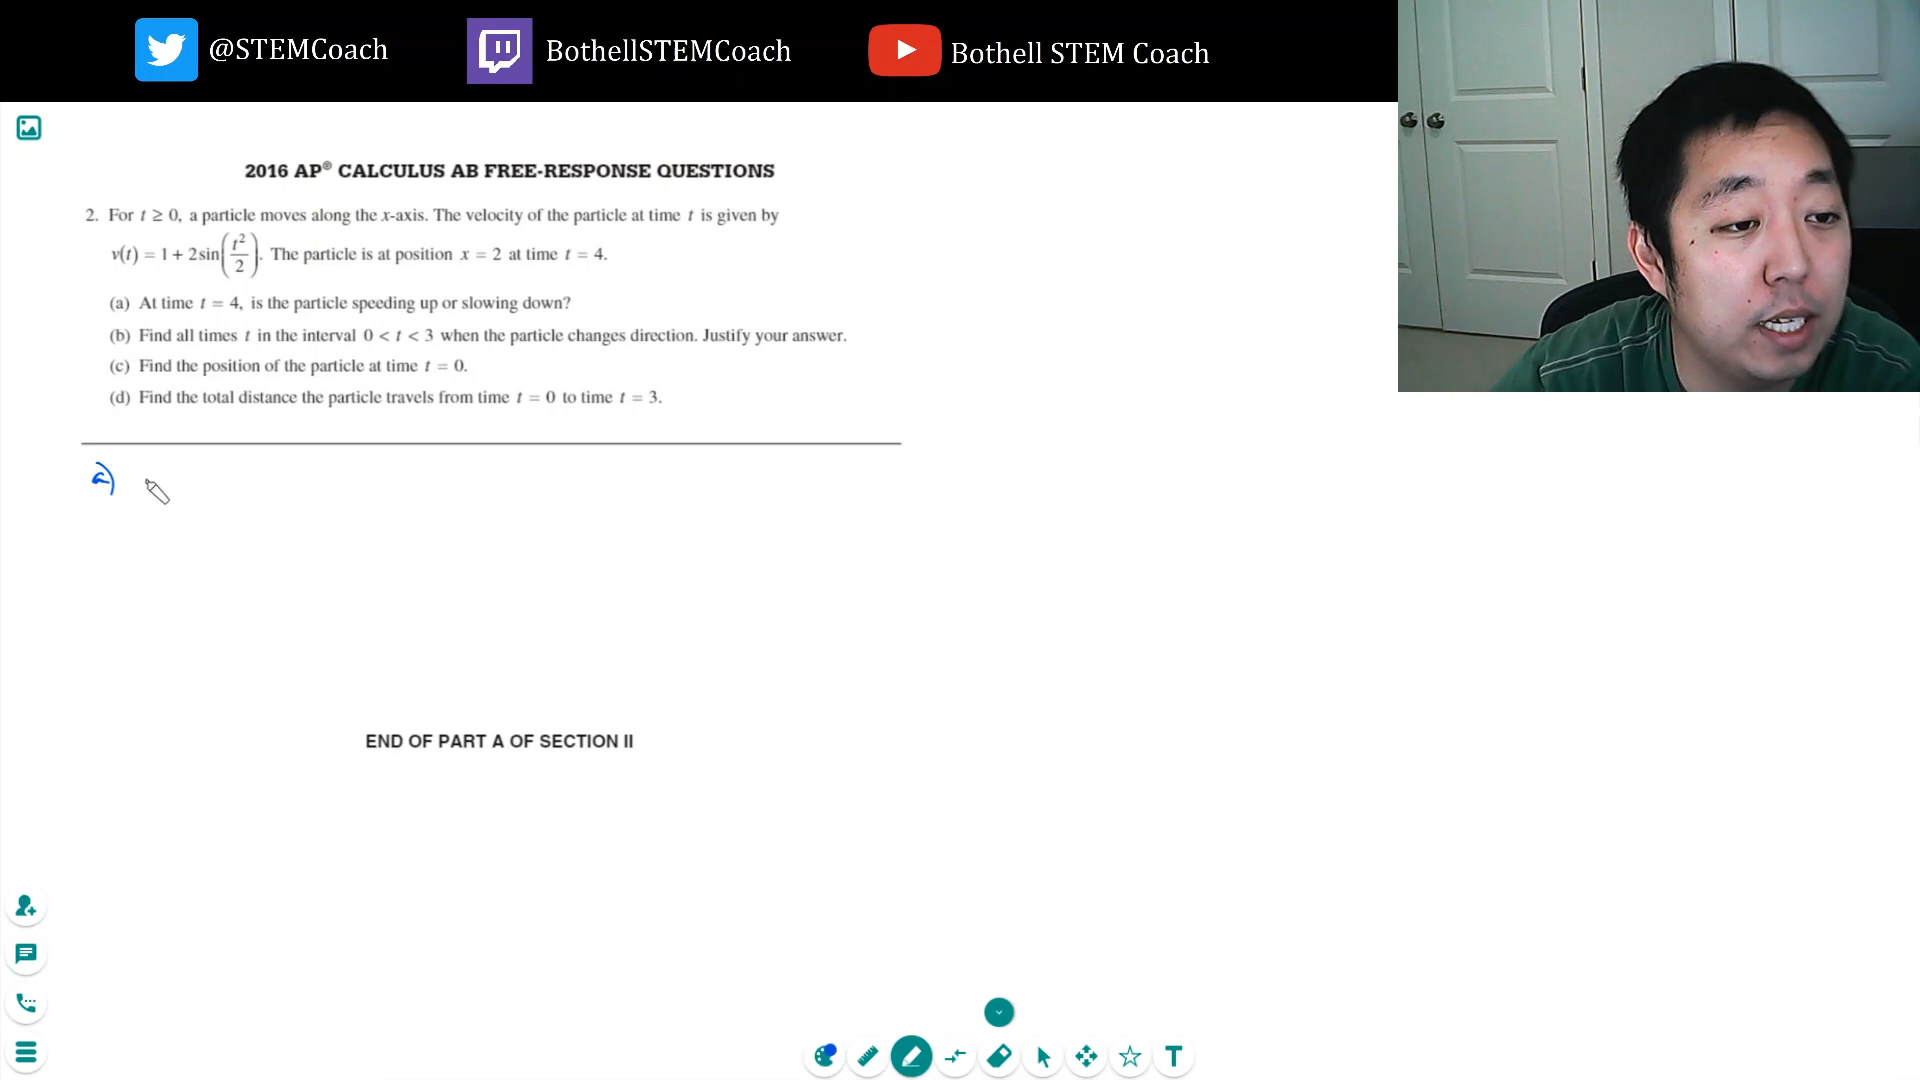 @STEMCoach
BothellSTEMCoach
Bothell STEM Coach
2016 AP® CALCULUS AB FREE-RESPONSE QUESTIONS
2. For t ≥ 0, a particle moves along the x-axis. The velocity of the particle at time t is given by
v(t) = 1 + 2 sin(t²/2). The particle is at position x = 2 at time t = 4.
(a) At time t = 4, is the particle speeding up or slowing down?
(b) Find all times t in the interval 0 < t < 3 when the particle changes direction. Justify your answer.
(c) Find the position of the particle at time t = 0.
(d) Find the total distance the particle travels from time t = 0 to time t = 3.
a)
END OF PART A OF SECTION II
T